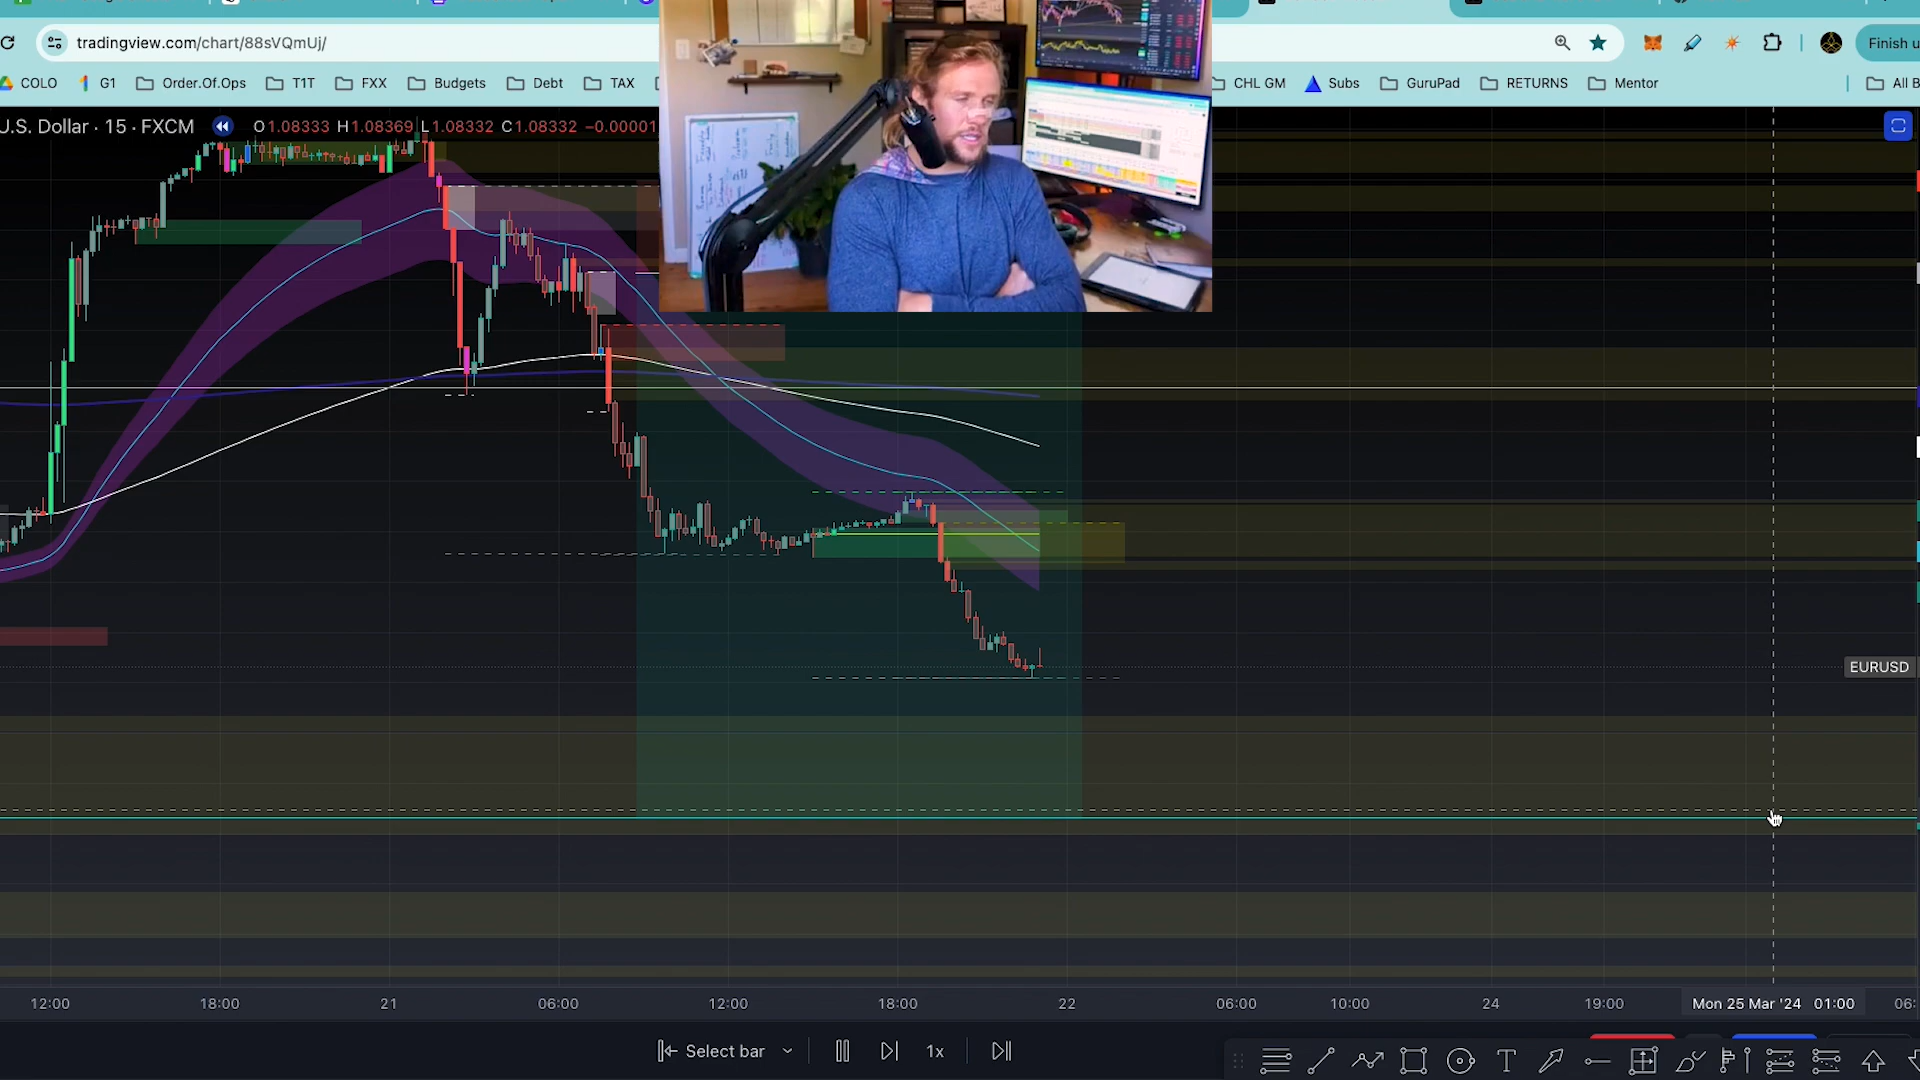 tradingview.com/chart/88sVQmUj/
Finish u
COLO
G1
Order.Of.Ops
T1T
FXX
Budgets
Debt
TAX
CHL GM
Subs
GuruPad
RETURNS
Mentor
All B
U.S. Dollar · 15 · FXCM
O1.08333 H1.08369 L1.08332 C1.08332 −0.00001
EURUSD
12:00
18:00
21
06:00
12:00
18:00
22
06:00
10:00
24
19:00
Mon 25 Mar '24 01:00
06:
Select bar
1x